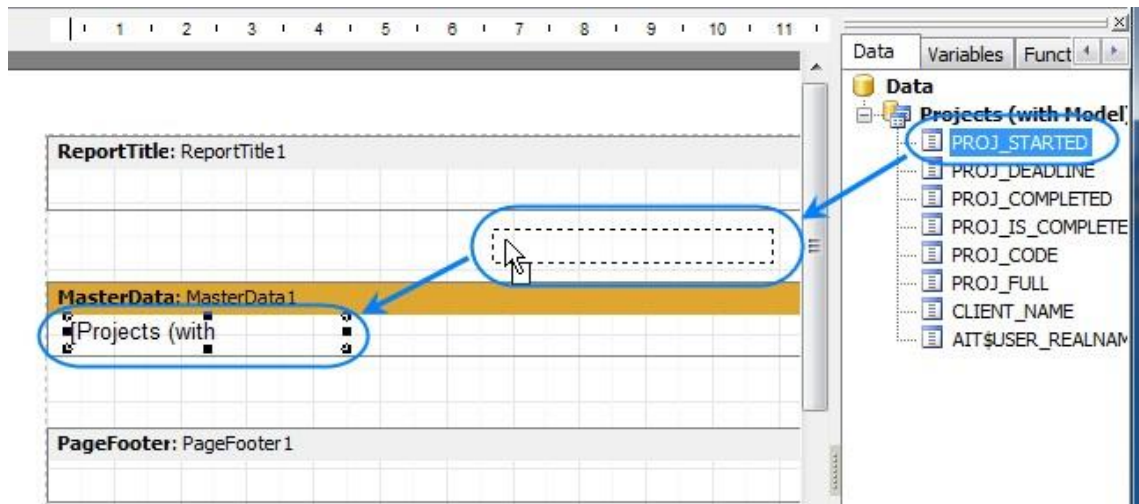 1 2 3 4 5 6 7 8 9 10 11
Data Variables Funct
Data
Projects (with Model)
PROJ_STARTED
PROJ_DEADLINE
PROJ_COMPLETED
PROJ_IS_COMPLETE
PROJ_CODE
PROJ_FULL
CLIENT_NAME
AIT$USER_REALNAM
ReportTitle: ReportTitle1
MasterData: MasterData1
[Projects (with
PageFooter: PageFooter1